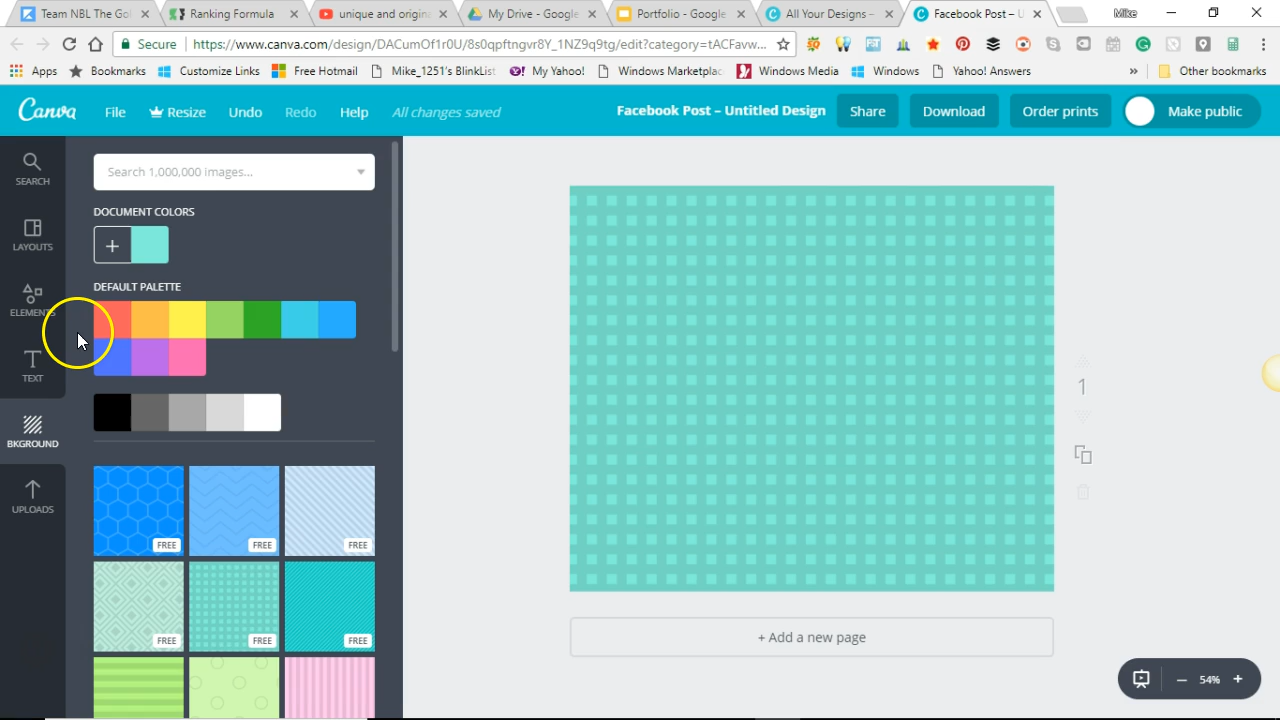 Team NBL The Go
Ranking Formula
unique and origina
My Drive - Google
Portfolio - Google
All Your Designs –
Facebook Post – U
Mike
Secure
https://www.canva.com/design/DACumOf1r0U/8s0qpftngvr8Y_1NZ9q9tg/edit?category=tACFavw...
Apps
Bookmarks
Customize Links
Free Hotmail
Mike_1251's BlinkList
My Yahoo!
Windows Marketplac
Windows Media
Windows
Yahoo! Answers
»
Other bookmarks
Canva
File
Resize
Undo
Redo
Help
All changes saved
Facebook Post – Untitled Design
Share
Download
Order prints
Make public
SEARCH
LAYOUTS
ELEMENTS
TEXT
BKGROUND
UPLOADS
Search 1,000,000 images...
DOCUMENT COLORS
+
DEFAULT PALETTE
FREE
FREE
FREE
FREE
FREE
FREE
1
+ Add a new page
– 54% +